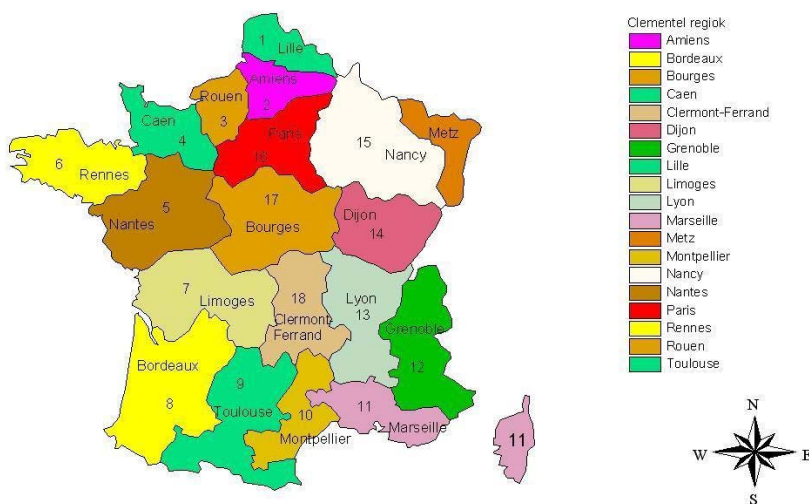 1
Lille
Amiens
2
Rouen
3
Caen
4
Paris
16
15
Nancy
Metz
6
Rennes
5
Nantes
17
Bourges
Dijon
14
7
Limoges
18
Clermont-
Ferrand
Lyon
13
Grenoble
12
Bordeaux
8
9
Toulouse
10
Montpellier
11
Marseille
11
Clementel regiok
Amiens
Bordeaux
Bourges
Caen
Clermont-Ferrand
Dijon
Grenoble
Lille
Limoges
Lyon
Marseille
Metz
Montpellier
Nancy
Nantes
Paris
Rennes
Rouen
Toulouse
N
W
E
S